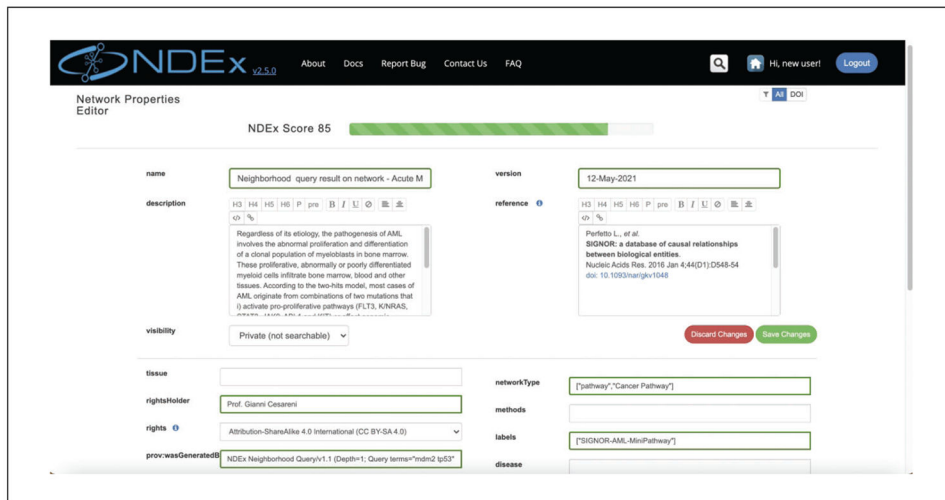 NDEx v2.5.0
About Docs Report Bug Contact Us FAQ
Hi, new user!
Logout
Network Properties
Editor
All DOI
NDEx Score 85
name
Neighborhood query result on network - Acute M
version
12-May-2021
description
H3 H4 H5 H6 P pre B I U
Regardless of its etiology, the pathogenesis of AML
involves the abnormal proliferation and differentiation
of a clonal population of myeloblasts in bone marrow.
These proliferative, abnormally or poorly differentiated
myeloid cells infiltrate bone marrow, blood and other
tissues. According to the two-hits model, most cases of
AML originate from combinations of two mutations that
i) activate pro-proliferative pathways (FLT3, K/NRAS,
reference
H3 H4 H5 H6 P pre B I U
Perfetto L., et al.
SIGNOR: a database of causal relationships
between biological entities.
Nucleic Acids Res. 2016 Jan 4;44(D1):D548-54
doi: 10.1093/nar/gkv1048
visibility
Private (not searchable)
Discard Changes
Save Changes
tissue
networkType
["pathway","Cancer Pathway"]
rightsHolder
Prof. Gianni Cesareni
methods
rights
Attribution-ShareAlike 4.0 International (CC BY-SA 4.0)
labels
["SIGNOR-AML-MiniPathway"]
prov:wasGeneratedB
NDEx Neighborhood Query/v1.1 (Depth=1; Query terms="mdm2 tp53"
disease